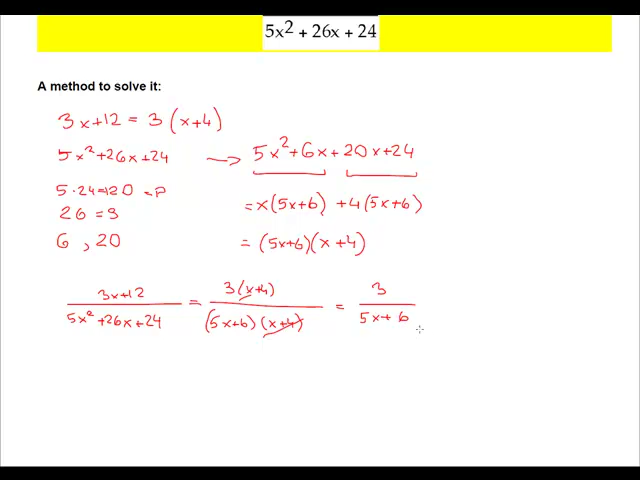 5x² + 26x + 24
A method to solve it:
3x+12 = 3(x+4)
5x²+26x+24 → 5x²+6x+20x+24
5·24=120 =P
= x(5x+6) +4(5x+6)
26 = S
6 , 20
= (5x+6)(x+4)
3x+12 / 5x²+26x+24 = 3(x+4) / (5x+6)(x+4) = 3 / 5x+6